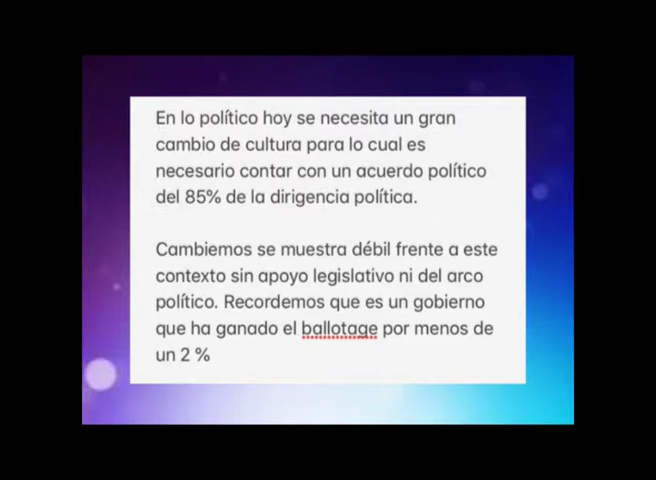 En lo político hoy se necesita un gran
cambio de cultura para lo cual es
necesario contar con un acuerdo político
del 85% de la dirigencia política.
Cambiemos se muestra débil frente a este
contexto sin apoyo legislativo ni del arco
político. Recordemos que es un gobierno
que ha ganado el ballotage por menos de
un 2 %